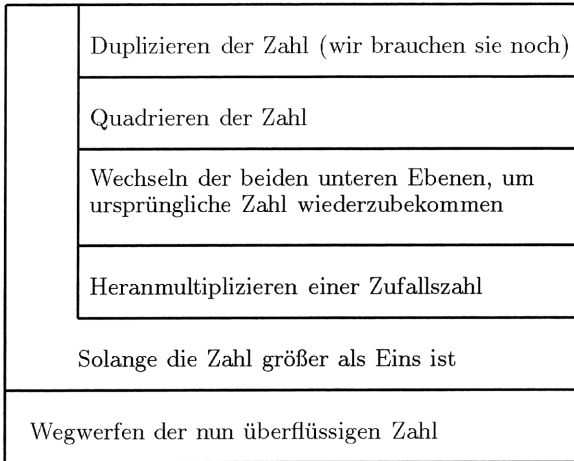 Duplizieren der Zahl (wir brauchen sie noch)
Quadrieren der Zahl
Wechseln der beiden unteren Ebenen, um
ursprüngliche Zahl wiederzubekommen
Heranmultiplizieren einer Zufallszahl
Solange die Zahl größer als Eins ist
Wegwerfen der nun überflüssigen Zahl